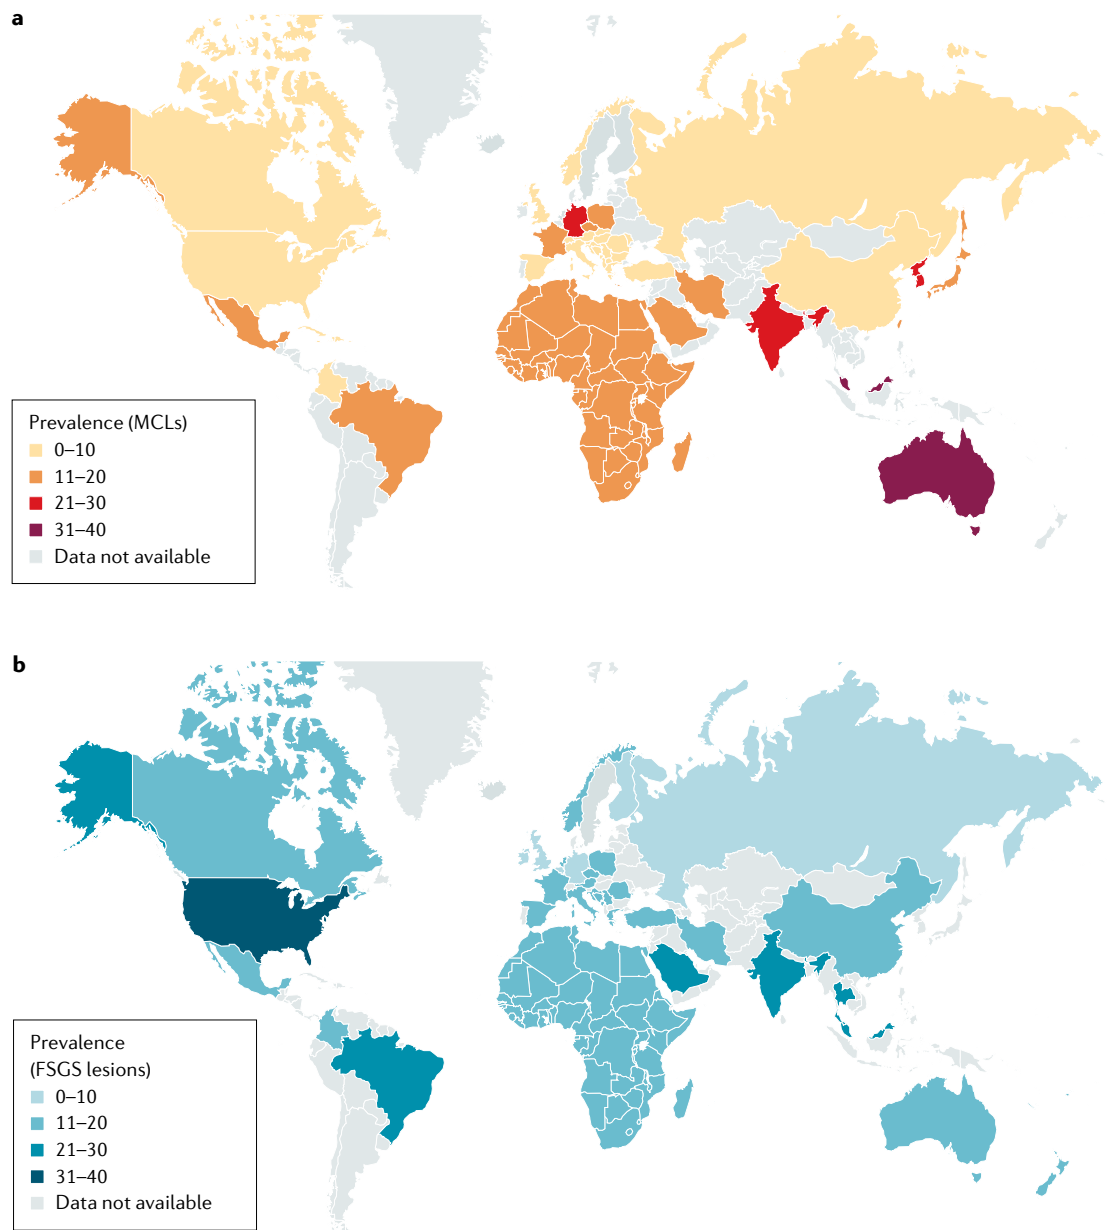 a
Prevalence (MCLs)
0–10
11–20
21–30
31–40
Data not available
b
Prevalence
(FSGS lesions)
0–10
11–20
21–30
31–40
Data not available